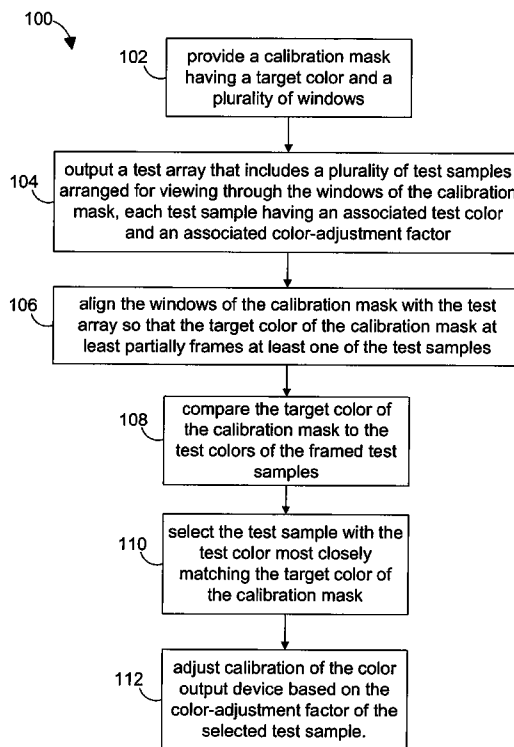 100
102
provide a calibration mask
having a target color and a
plurality of windows
104
output a test array that includes a plurality of test samples
arranged for viewing through the windows of the calibration
mask, each test sample having an associated test color
and an associated color-adjustment factor
106
align the windows of the calibration mask with the test
array so that the target color of the calibration mask at
least partially frames at least one of the test samples
108
compare the target color of
the calibration mask to the
test colors of the framed test
samples
110
select the test sample with the
test color most closely
matching the target color of
the calibration mask
112
adjust calibration of the color
output device based on the
color-adjustment factor of the
selected test sample.